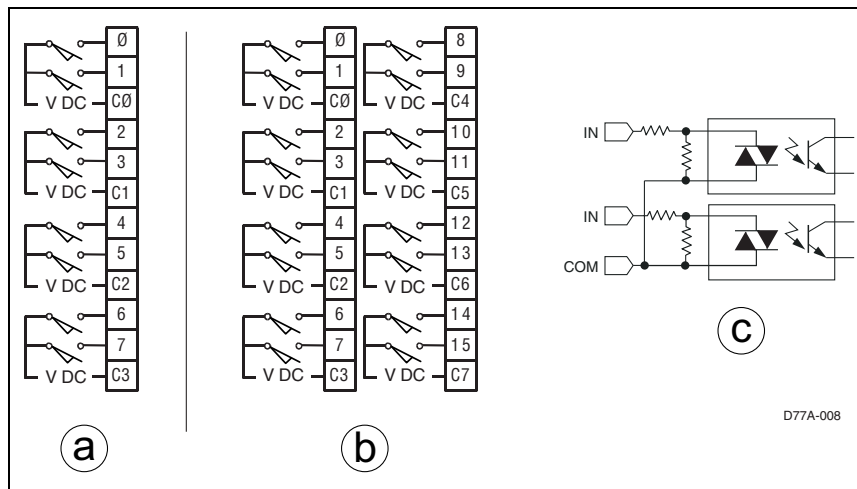 Ø
1
V DC CØ
2
3
V DC C1
4
5
V DC C2
6
7
V DC C3
a
Ø 8
1 9
V DC CØ V DC C4
2 10
3 11
V DC C1 V DC C5
4 12
5 13
V DC C2 V DC C6
6 14
7 15
V DC C3 V DC C7
b
IN
IN
COM
c
D77A-008